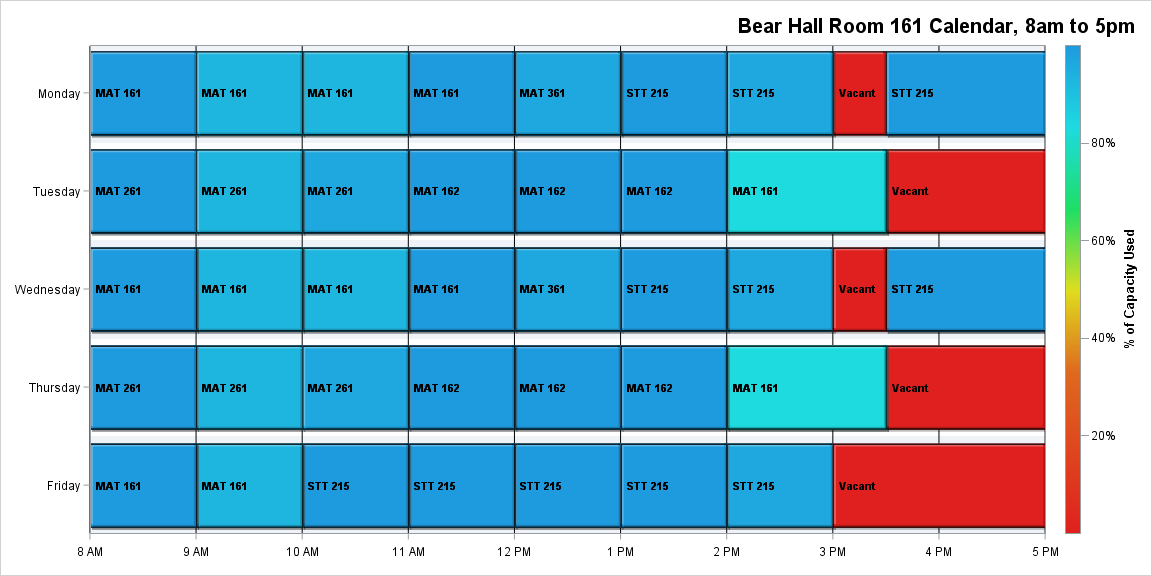 Bear Hall Room 161 Calendar, 8am to 5pm
Monday MAT 161 MAT 161 MAT 161 MAT 161 MAT 361 STT 215 STT 215 Vacant STT 215
80%
Tuesday MAT 261 MAT 261 MAT 261 MAT 162 MAT 162 MAT 162 MAT 161 Vacant
60%
% of Capacity Used
Wednesday MAT 161 MAT 161 MAT 161 MAT 161 MAT 361 STT 215 STT 215 Vacant STT 215
40%
Thursday MAT 261 MAT 261 MAT 261 MAT 162 MAT 162 MAT 162 MAT 161 Vacant
20%
Friday MAT 161 MAT 161 STT 215 STT 215 STT 215 STT 215 STT 215 Vacant
8 AM 9 AM 10 AM 11 AM 12 PM 1 PM 2 PM 3 PM 4 PM 5 PM